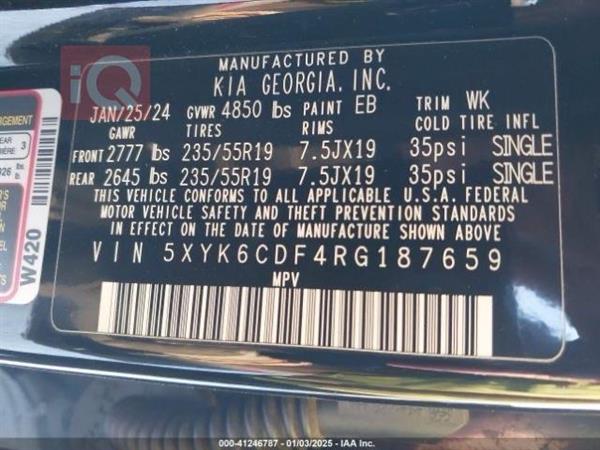 iQ
MANUFACTURED BY
KIA GEORGIA, INC.
JAN/25/24 GVWR 4850 lbs PAINT EB TRIM WK
GAWR TIRES RIMS COLD TIRE INFL
FRONT 2777 lbs 235/55R19 7.5JX19 35psi SINGLE
REAR 2645 lbs 235/55R19 7.5JX19 35psi SINGLE
THIS VEHICLE CONFORMS TO ALL APPLICABLE U.S.A. FEDERAL
MOTOR VEHICLE SAFETY AND THEFT PREVENTION STANDARDS
IN EFFECT ON THE DATE OF MANUFACTURE SHOWN ABOVE
VIN 5XYK6CDF4RG187659
MPV
W420
000-41246787 - 01/03/2025 - IAA Inc.